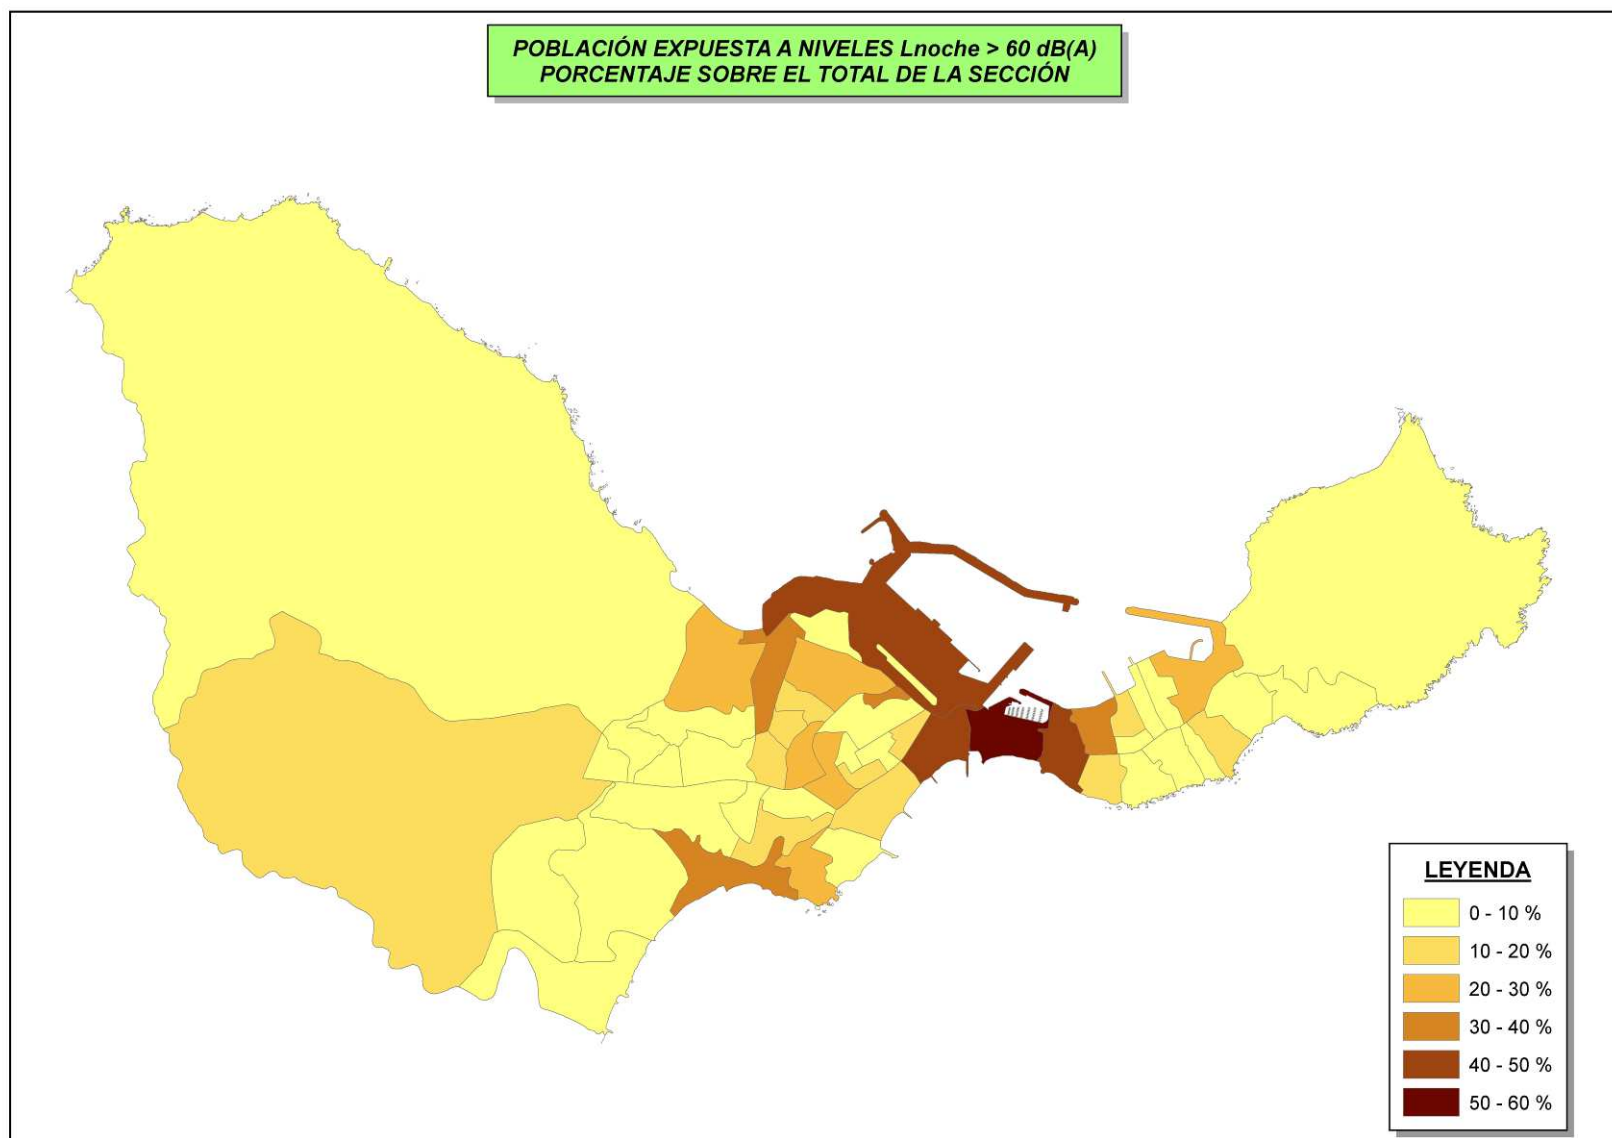 POBLACIÓN EXPUESTA A NIVELES Lnoche > 60 dB(A)
PORCENTAJE SOBRE EL TOTAL DE LA SECCIÓN
LEYENDA
0 - 10 %
10 - 20 %
20 - 30 %
30 - 40 %
40 - 50 %
50 - 60 %